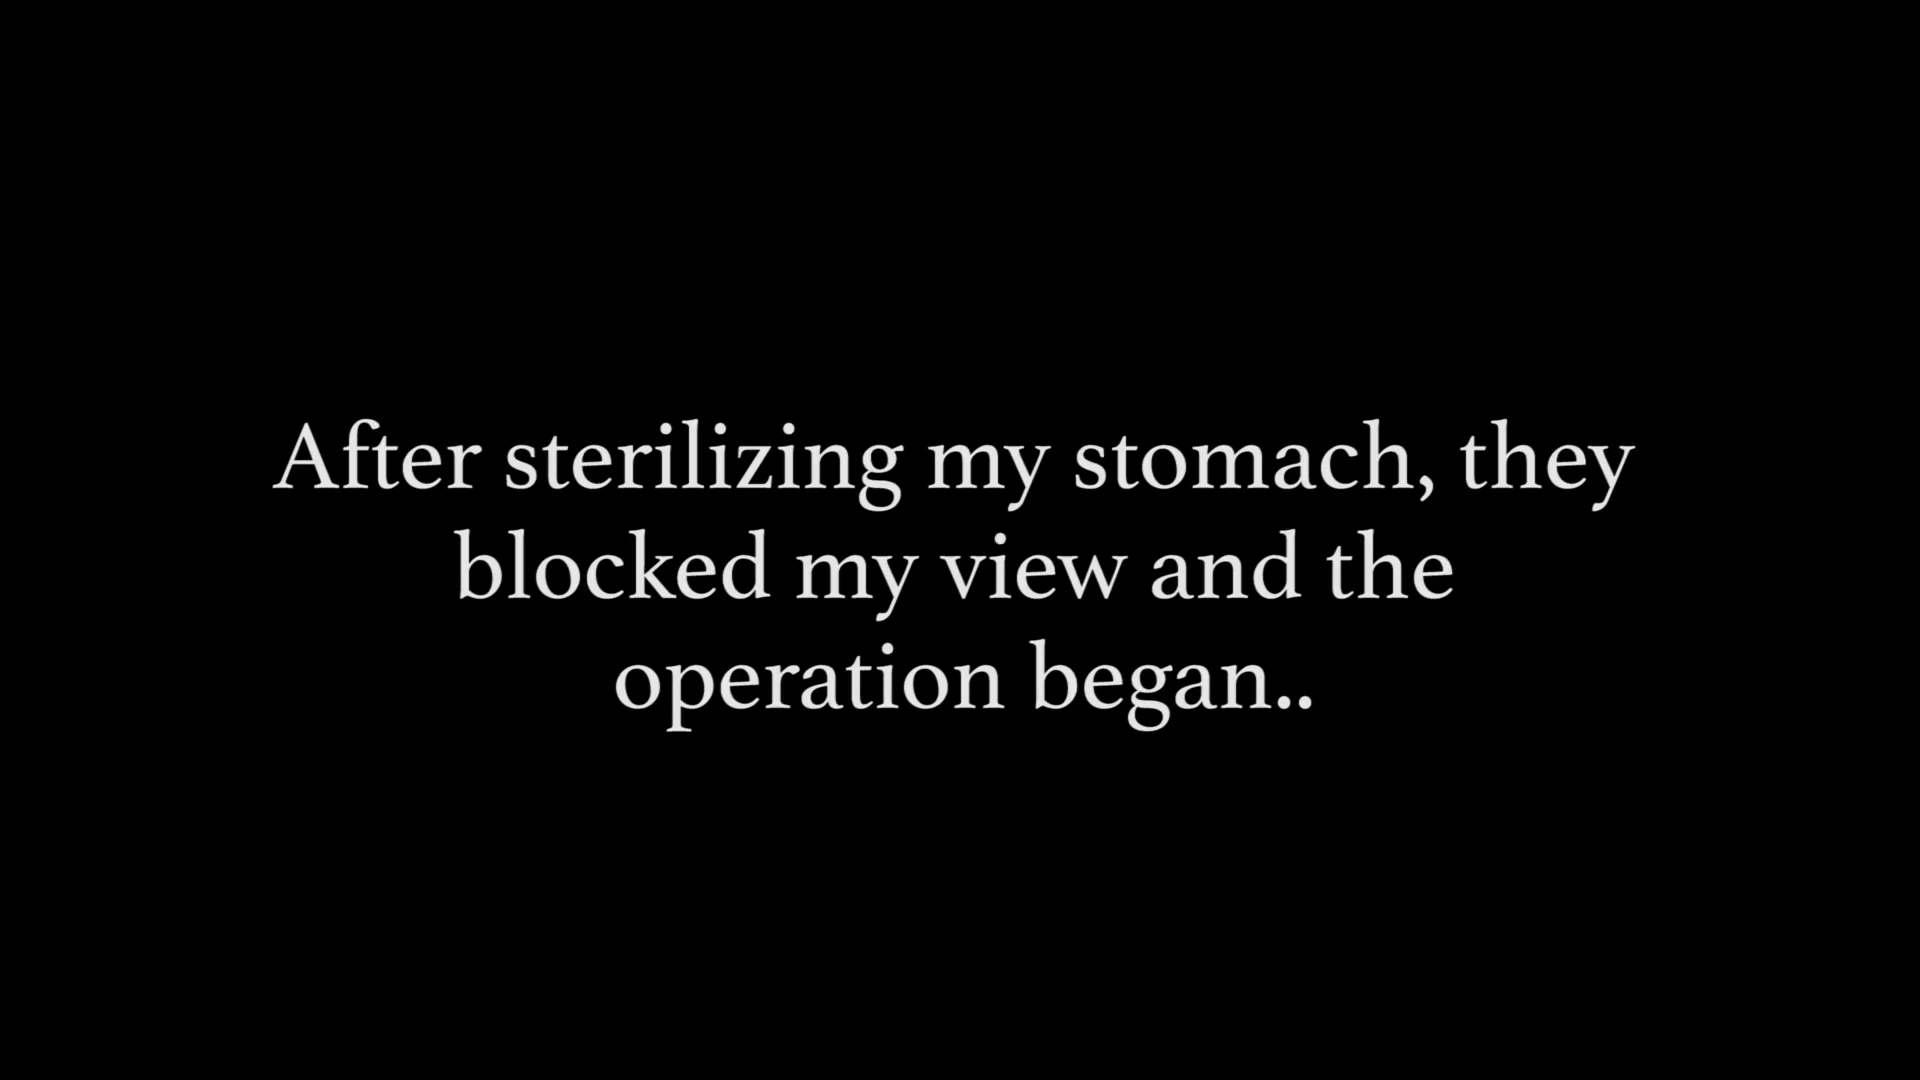 After sterilizing my stomach, they
blocked my view and the
operation began..